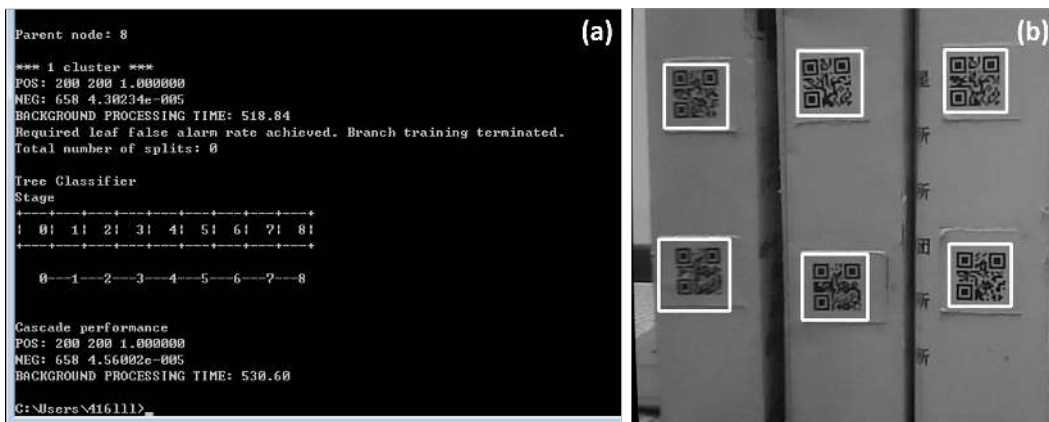 (a)
Parent node: 8
*** 1 cluster ***
POS: 200 200 1.000000
NEG: 658 4.30234e-005
BACKGROUND PROCESSING TIME: 518.84
Required leaf false alarm rate achieved. Branch training terminated.
Total number of splits: 0
Tree Classifier
Stage
+---+---+---+---+---+---+---+---+---+
|  0|  1|  2|  3|  4|  5|  6|  7|  8|
+---+---+---+---+---+---+---+---+---+
0---1---2---3---4---5---6---7---8
Cascade performance
POS: 200 200 1.000000
NEG: 658 4.56002e-005
BACKGROUND PROCESSING TIME: 530.60
C:\Users\416lll>_
(b)
所
所
所